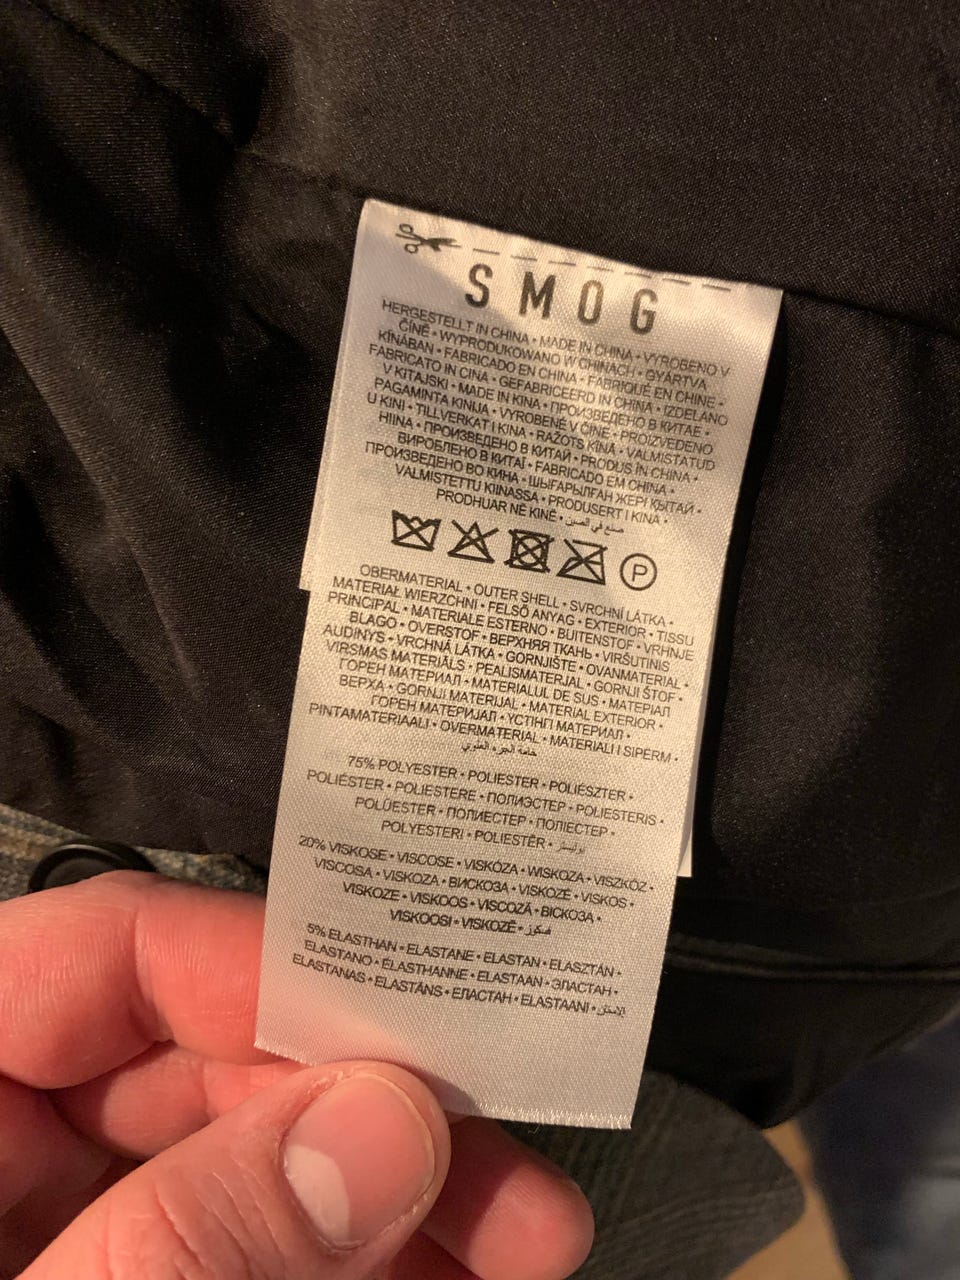 SMOG
HERGESTELLT IN CHINA • MADE IN CHINA • VYROBENO V
ČÍNĚ • WYPRODUKOWANO W CHINACH • GYÁRTVA
KÍNÁBAN • FABRICADO EN CHINA • FABRIQUÉ EN CHINE •
FABRICATO IN CINA • GEFABRICEERD IN CHINA • IZDELANO
V KITAJSKI • MADE IN KINA • ПРОИЗВЕДЕНО В КИТАЕ •
PAGAMINTA KINIJA • VYROBENÉ V ČÍNE • PROIZVEDENO
U KINI • TILLVERKAT I KINA • RAŽOTS ĶĪNĀ • VALMISTATUD
HIINA • ПРОИЗВЕДЕНО В КИТАЙ • PRODUS ÎN CHINA •
ВИРОБЛЕНО В КИТАЇ • FABRICADO EM CHINA •
ПРОИЗВЕДЕНО ВО КИНА • ШЫҒАРЫЛҒАН ЖЕРІ ҚЫТАЙ •
VALMISTETTU KIINASSA • PRODUSERT I KINA •
PRODHUAR NË KINË • صنع في الصين
P
OBERMATERIAL • OUTER SHELL • SVRCHNÍ LÁTKA •
MATERIAŁ WIERZCHNI • FELSŐ ANYAG • EXTERIOR • TISSU
PRINCIPAL • MATERIALE ESTERNO • BUITENSTOF • VRHNJE
BLAGO • OVERSTOF • ВЕРХНЯЯ ТКАНЬ • VIRŠUTINIS
AUDINYS • VRCHNÁ LÁTKA • GORNJIŠTE • OVANMATERIAL •
VIRSMAS MATERIĀLS • PEALISMATERJAL • GORNJI ŠTOF •
ГОРЕН МАТЕРИАЛ • MATERIALUL DE SUS • МАТЕРІАЛ
ВЕРХА • GORNJI MATERIJAL • MATERIAL EXTERIOR •
ГОРЕН МАТЕРИЈАЛ • ҮСТІҢГІ МАТЕРИАЛ •
PINTAMATERIAALI • OVERMATERIAL • MATERIALI I SIPËRM •
خامة الجزء العلوي
75% POLYESTER • POLIESTER • POLIÉSZTER •
POLIÉSTER • POLIESTERE • ПОЛИЭСТЕР • POLIESTERIS •
POLÜESTER • ПОЛИЕСТЕР • ПОЛІЕСТЕР •
POLYESTERI • POLIESTËR • بوليستر
20% VISKOSE • VISCOSE • VISKÓZA • WISKOZA • VISZKÓZ •
VISCOSA • VISKOZA • ВИСКОЗА • VISKOZĖ • VISKOS •
VISKOZE • VISKOOS • VISCOZĂ • ВІСКОЗА •
VISKOOSI • VISKOZË • فسكوز
5% ELASTHAN • ELASTANE • ELASTAN • ELASZTÁN •
ELASTANO • ÉLASTHANNE • ELASTAAN • ЭЛАСТАН •
ELASTANAS • ELASTĀNS • ЕЛАСТАН • ELASTAANI •